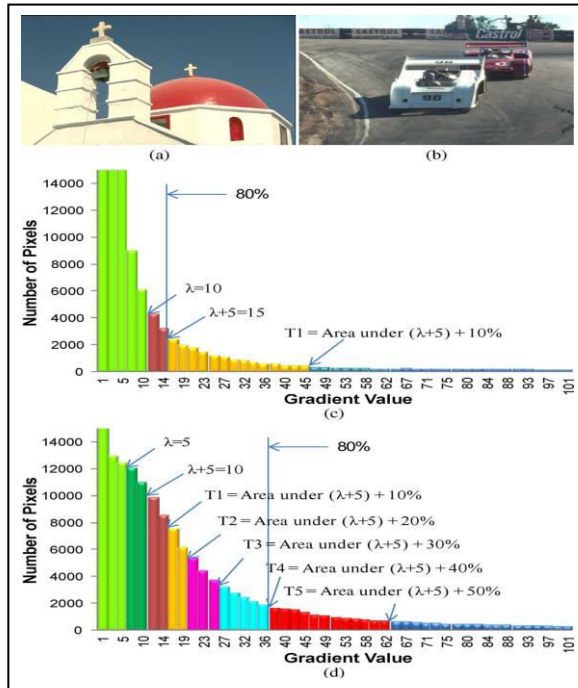 Castrol
96
(a)
(b)
Number of Pixels
14000
12000
10000
8000
6000
4000
2000
0
80%
λ=10
λ+5=15
T1 = Area under (λ+5) + 10%
1 5 10 14 19 23 27 32 36 40 45 49 53 58 62 66 71 75 80 84 88 93 97 101
Gradient Value
(c)
Number of Pixels
14000
12000
10000
8000
6000
4000
2000
0
λ=5
80%
λ+5=10
T1 = Area under (λ+5) + 10%
T2 = Area under (λ+5) + 20%
T3 = Area under (λ+5) + 30%
T4 = Area under (λ+5) + 40%
T5 = Area under (λ+5) + 50%
1 5 10 14 19 23 27 32 36 40 45 49 53 58 62 66 71 75 80 84 88 93 97 101
Gradient Value
(d)